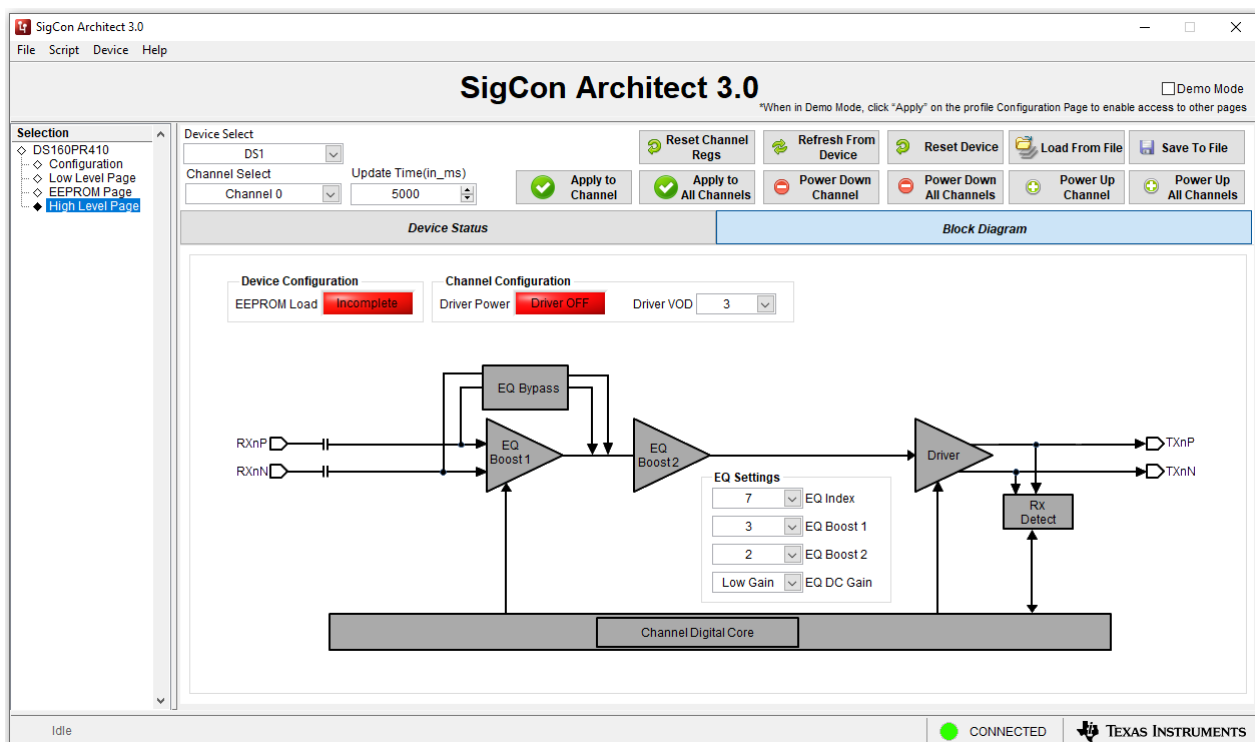 SigCon Architect 3.0
File Script Device Help
SigCon Architect 3.0
Demo Mode
*When in Demo Mode, click "Apply" on the profile Configuration Page to enable access to other pages
Selection
DS160PR410
Configuration
Low Level Page
EEPROM Page
High Level Page
Device Select
DS1
Channel Select
Channel 0
Update Time(in_ms)
5000
Reset Channel
Regs
Refresh From
Device
Reset Device
Load From File
Save To File
Apply to
Channel
Apply to
All Channels
Power Down
Channel
Power Down
All Channels
Power Up
Channel
Power Up
All Channels
Device Status
Block Diagram
Device Configuration
EEPROM Load Incomplete
Channel Configuration
Driver Power Driver OFF Driver VOD 3
EQ Bypass
RXnP
RXnN
EQ
Boost 1
EQ
Boost 2
Driver
TXnP
TXnN
Rx
Detect
EQ Settings
7 EQ Index
3 EQ Boost 1
2 EQ Boost 2
Low Gain EQ DC Gain
Channel Digital Core
Idle
CONNECTED
TEXAS INSTRUMENTS